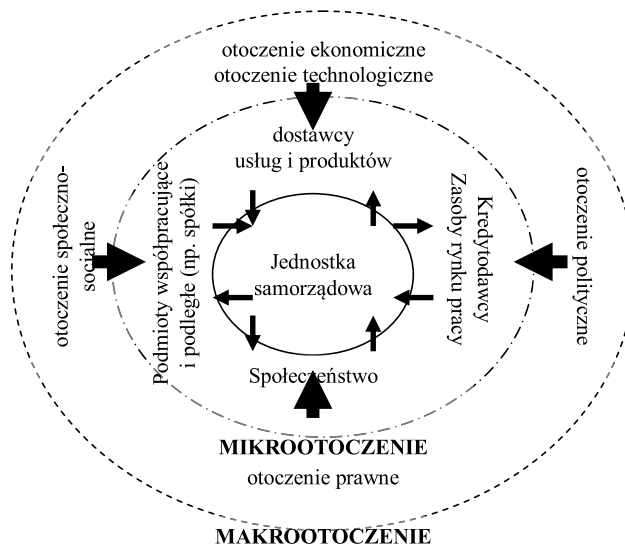 otoczenie ekonomiczne
otoczenie technologiczne
dostawcy
usług i produktów
otoczenie społeczno-
socjalne
Podmioty współpracujące
i podległe (np. spółki)
Jednostka
samorządowa
Kredytodawcy
Zasoby rynku pracy
otoczenie polityczne
Społeczeństwo
MIKROOTOCZENIE
otoczenie prawne
MAKROOTOCZENIE